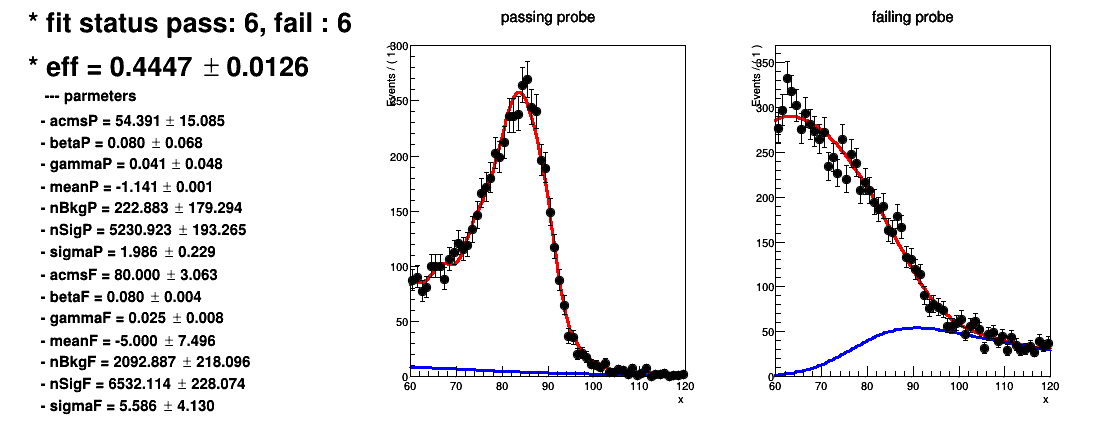 * fit status pass: 6, fail : 6
* eff = 0.4447 ± 0.0126
--- parmeters
- acmsP = 54.391 ± 15.085
- betaP = 0.080 ± 0.068
- gammaP = 0.041 ± 0.048
- meanP = -1.141 ± 0.001
- nBkgP = 222.883 ± 179.294
- nSigP = 5230.923 ± 193.265
- sigmaP = 1.986 ± 0.229
- acmsF = 80.000 ± 3.063
- betaF = 0.080 ± 0.004
- gammaF = 0.025 ± 0.008
- meanF = -5.000 ± 7.496
- nBkgF = 2092.887 ± 218.096
- nSigF = 6532.114 ± 228.074
- sigmaF = 5.586 ± 4.130
passing probe
Events / ( 1 )
300
250
200
150
100
50
0
60 70 80 90 100 110 120
x
failing probe
Events / ( 1 )
350
300
250
200
150
100
50
0
60 70 80 90 100 110 120
x